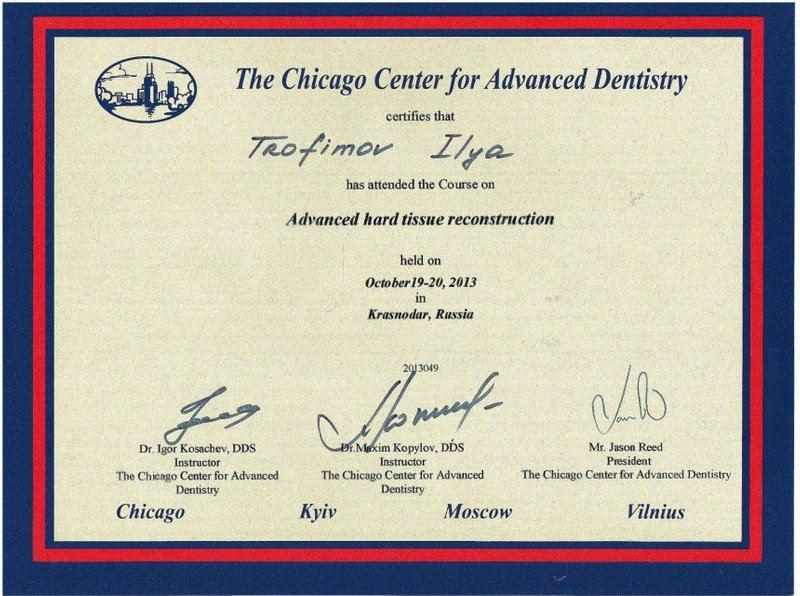 The Chicago Center for Advanced Dentistry
certifies that
Trofimov Ilya
has attended the Course on
Advanced hard tissue reconstruction
held on
October19-20, 2013
in
Krasnodar, Russia
2013049
Dr. Igor Kosachev, DDS
Instructor
The Chicago Center for Advanced
Dentistry
Dr.Maxim Kopylov, DDS
Instructor
The Chicago Center for Advanced
Dentistry
Mr. Jason Reed
President
The Chicago Center for Advanced Dentistry
Chicago Kyiv Moscow Vilnius